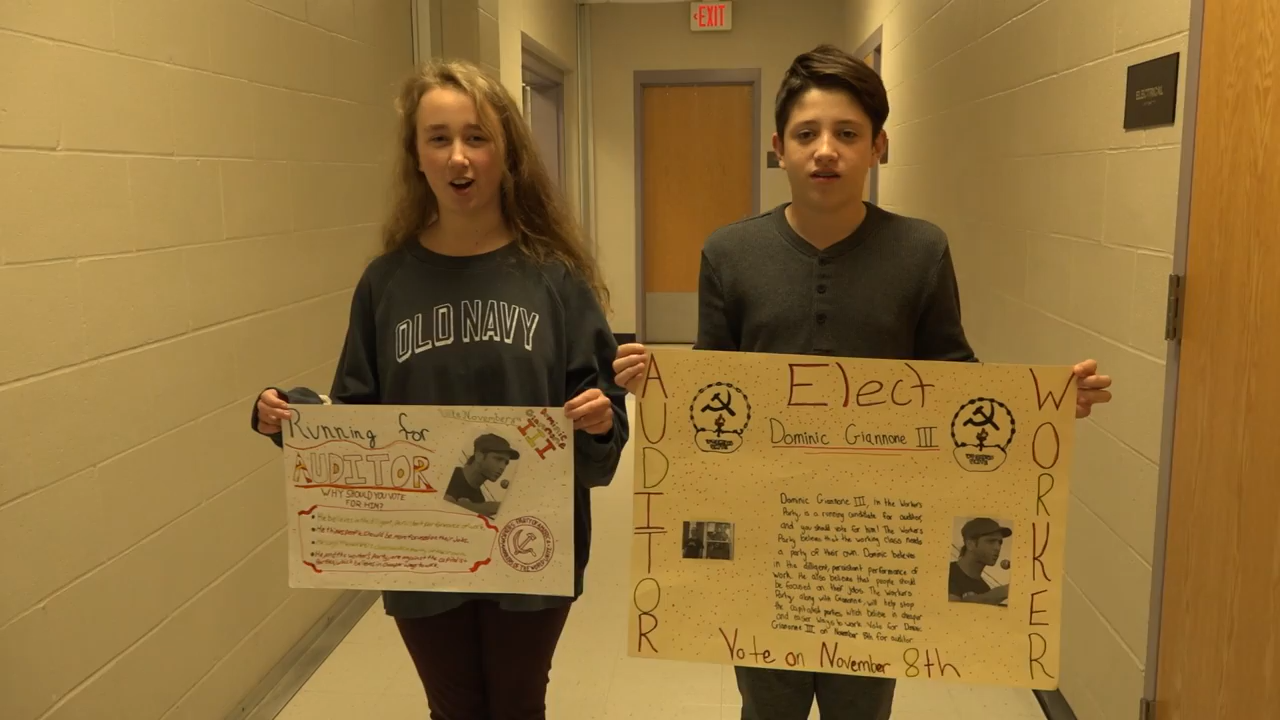 EXIT
ELECTRICAL
OLD NAVY
Running for
AUDITOR
WHY SHOULD YOU VOTE
FOR HIM?
Dominic
Giannone
III
AUDITOR
Elect
Dominic Giannone III
WORKER
Dominic Giannone III, in the Workers
Party, is a running candidate for auditor,
and you should vote for him! The Workers
Party believes that the working class needs
a party of their own. Dominic believes
in the diligent, persistent performance of
work. He also believes that people should
be focused on their jobs. The Workers
Party, along with Giannone, will help stop
the capitalist parties, which believe in cheaper
and easier ways to work. Vote for Dominic
Giannone III on November 8th for auditor.
Vote on November 8th